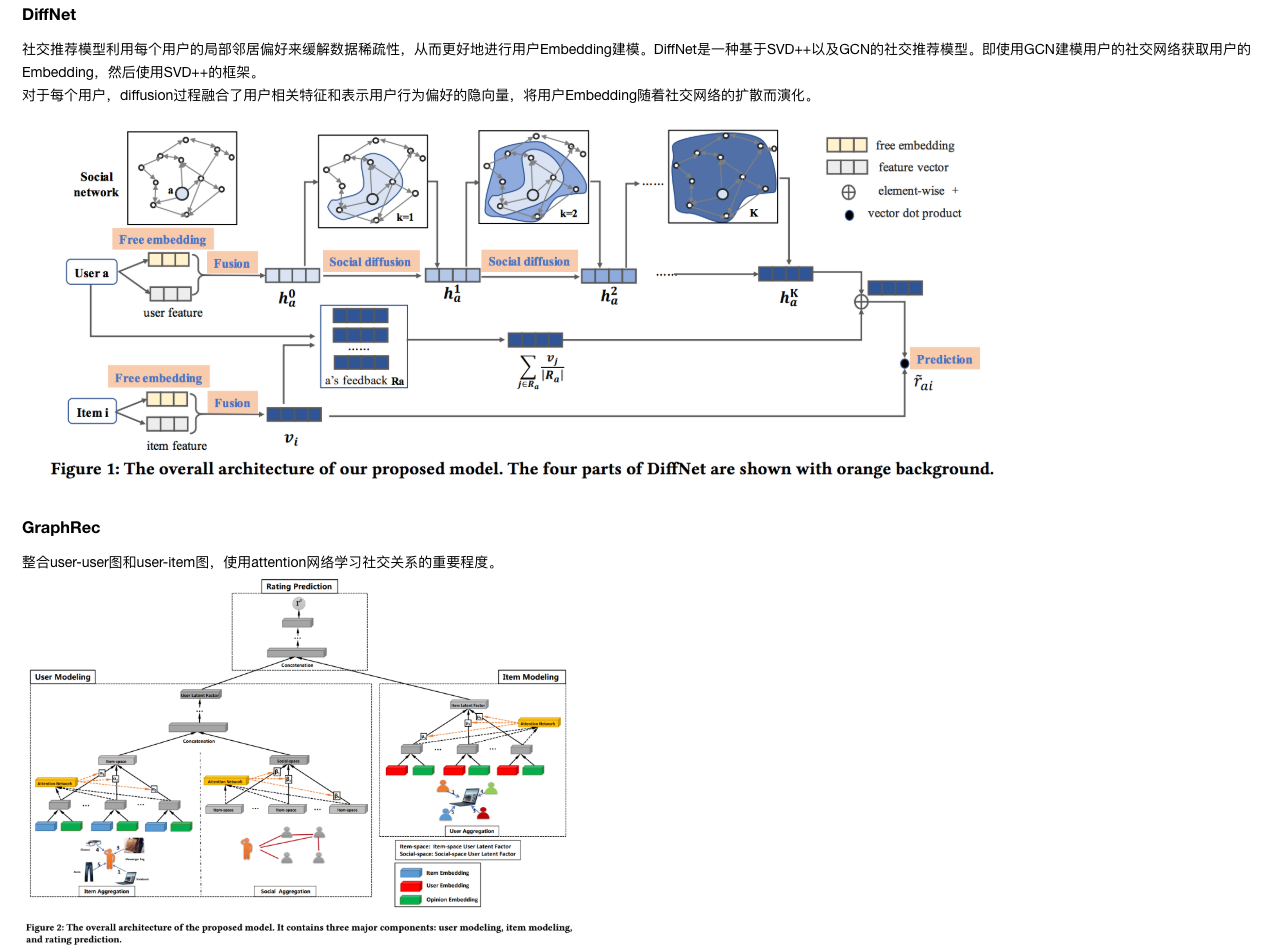 DiffNet
社交推荐模型利用每个用户的局部邻居偏好来缓解数据稀疏性，从而更好地进行用户Embedding建模。DiffNet是一种基于SVD++以及GCN的社交推荐模型。即使用GCN建模用户的社交网络获取用户的
Embedding，然后使用SVD++的框架。
对于每个用户，diffusion过程融合了用户相关特征和表示用户行为偏好的隐向量，将用户Embedding随着社交网络的扩散而演化。
Social network
a
k=1
k=2
......
K
free embedding
feature vector
element-wise +
vector dot product
Free embedding
User a
user feature
Fusion
h_a^0
Social diffusion
h_a^1
Social diffusion
h_a^2
......
h_a^K
......
a's feedback Ra
∑_{j∈R_a} v_j/|R_a|
Prediction
r̃_{ai}
Free embedding
Item i
item feature
Fusion
v_i
Figure 1: The overall architecture of our proposed model. The four parts of DiffNet are shown with orange background.
GraphRec
整合user-user图和user-item图，使用attention网络学习社交关系的重要程度。
Rating Prediction
r'
...
Concatenation
User Modeling
Item Modeling
User Latent Factor
...
Concatenation
Item Latent Factor
Attention Network
Item-space
Social-space
Attention Network
Attention Network
Item-space
Item-space
Item-space
Item Aggregation
Social Aggregation
User Aggregation
Item-space: Item-space User Latent Factor
Social-space: Social-space User Latent Factor
Item Embedding
User Embedding
Opinion Embedding
Figure 2: The overall architecture of the proposed model. It contains three major components: user modeling, item modeling,
and rating prediction.